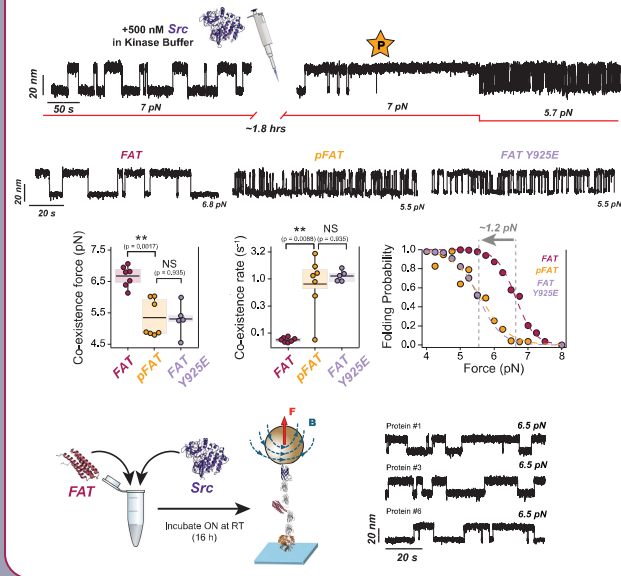 +500 nM Src
in Kinase Buffer
P
20 nm
50 s
7 pN
7 pN
5.7 pN
~1.8 hrs
FAT
pFAT
FAT Y925E
20 nm
20 s
6.8 pN
5.5 pN
5.5 pN
Co-existence force (pN)
7.5
6.5
5.5
4.5
**
(p = 0.0017)
NS
(p = 0.935)
FAT
pFAT
FAT
Y925E
Co-existence rate (s⁻¹)
3.2
1.0
0.3
0.1
**
(p = 0.0088)
NS
(p = 0.935)
FAT
pFAT
FAT
Y925E
~1.2 pN
Folding Probability
1.0
0.8
0.6
0.4
0.2
0.0
FAT
pFAT
FAT
Y925E
4
5
6
7
8
Force (pN)
FAT
Src
Incubate ON at RT
(16 h)
F
B
Protein #1
6.5 pN
Protein #3
6.5 pN
Protein #6
6.5 pN
20 nm
20 s